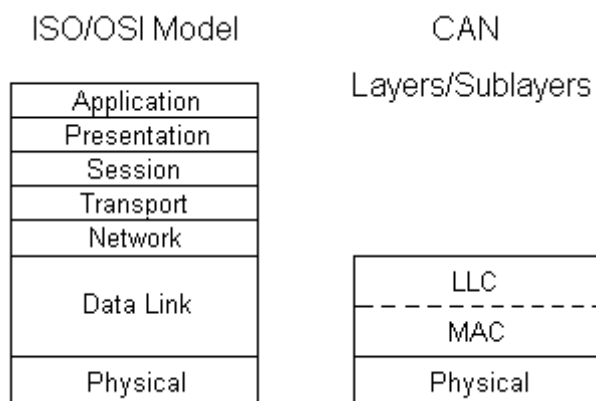 ISO/OSI Model
Application
Presentation
Session
Transport
Network
Data Link
Physical
CAN
Layers/Sublayers
LLC
MAC
Physical